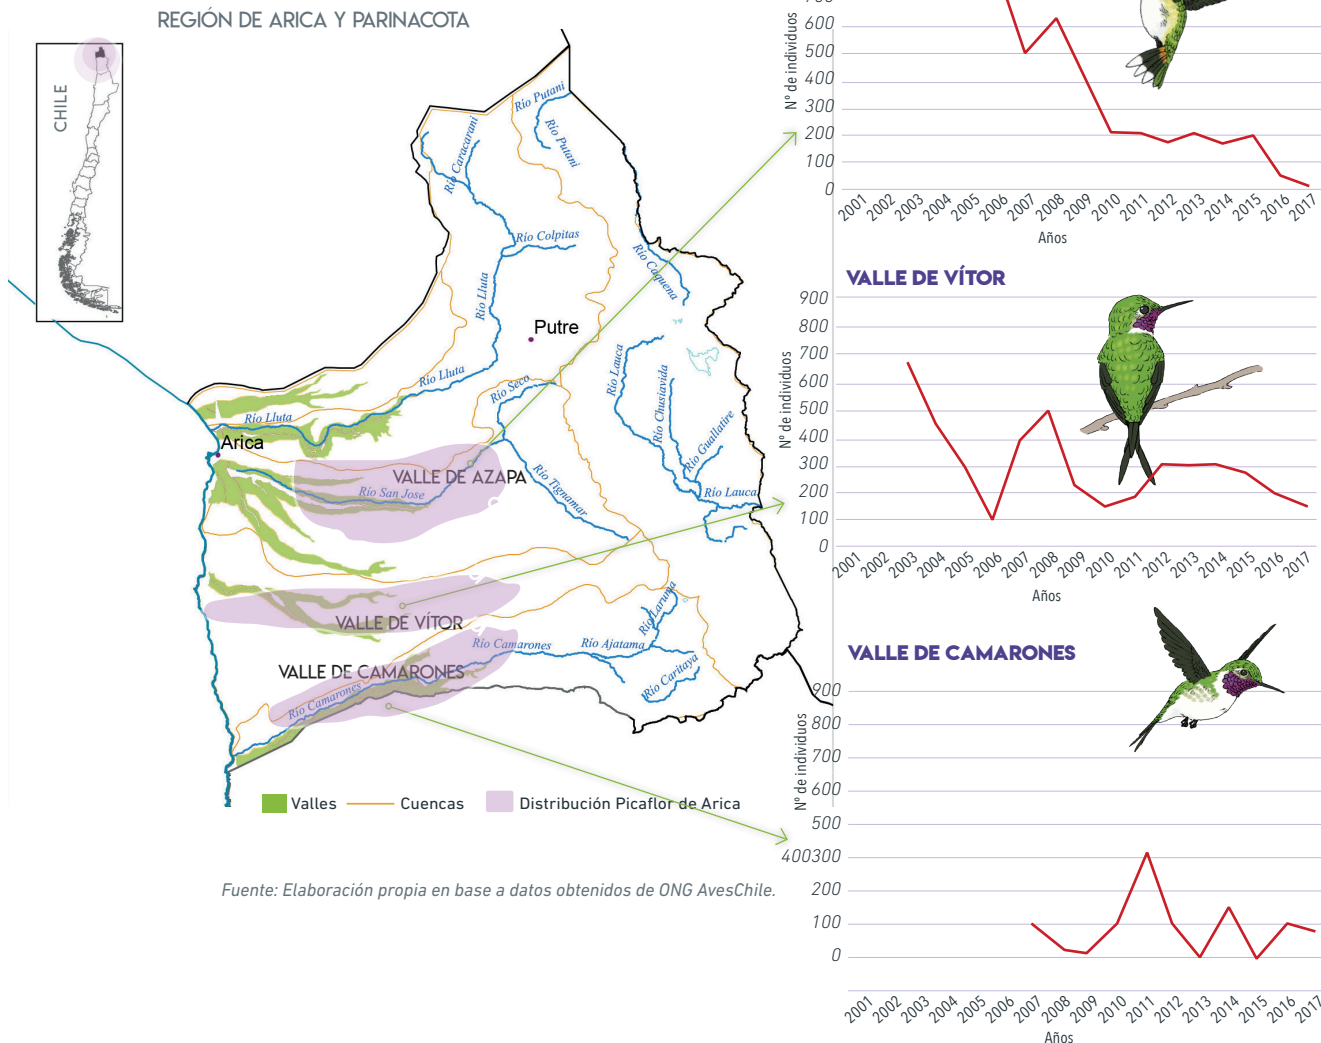 REGIÓN DE ARICA Y PARINACOTA
CHILE
Río Putani
Río Putani
Río Caracarani
Río Colpitas
Río Caquena
Río Lluta
Putre
Río Lluta
Río Seco
Río Lauca
Río Chusiavida
Río Guallatire
Río Lluta
Arica
VALLE DE AZAPA
Río San Jose
Río Tignamar
Río Lauca
VALLE DE VÍTOR
Río Laruma
VALLE DE CAMARONES
Río Camarones
Río Ajatama
Río Caritaya
Río Camarones
Valles
Cuencas
Distribución Picaflor de Arica
Fuente: Elaboración propia en base a datos obtenidos de ONG AvesChile.
Nº de individuos
600
500
400
300
200
100
0
2001 2002 2003 2004 2005 2006 2007 2008 2009 2010 2011 2012 2013 2014 2015 2016 2017
Años
VALLE DE VÍTOR
Nº de individuos
900
800
700
600
500
400
300
200
100
0
2001 2002 2003 2004 2005 2006 2007 2008 2009 2010 2011 2012 2013 2014 2015 2016 2017
Años
VALLE DE CAMARONES
Nº de individuos
900
800
700
600
500
400300
200
100
0
2001 2002 2003 2004 2005 2006 2007 2008 2009 2010 2011 2012 2013 2014 2015 2016 2017
Años